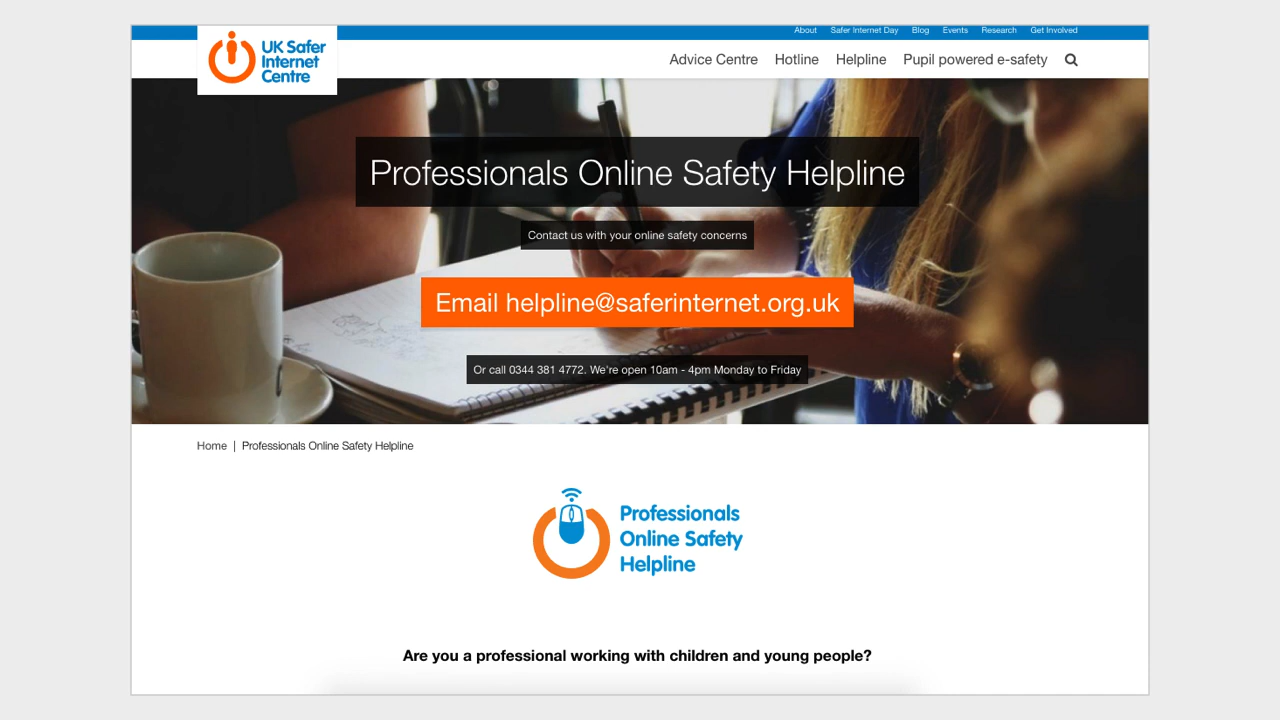 About Safer Internet Day Blog Events Research Get Involved
UK Safer
Internet
Centre
Advice Centre Hotline Helpline Pupil powered e-safety
Professionals Online Safety Helpline
Contact us with your online safety concerns
Email helpline@saferinternet.org.uk
Or call 0344 381 4772. We're open 10am - 4pm Monday to Friday
Home | Professionals Online Safety Helpline
Professionals
Online Safety
Helpline
Are you a professional working with children and young people?